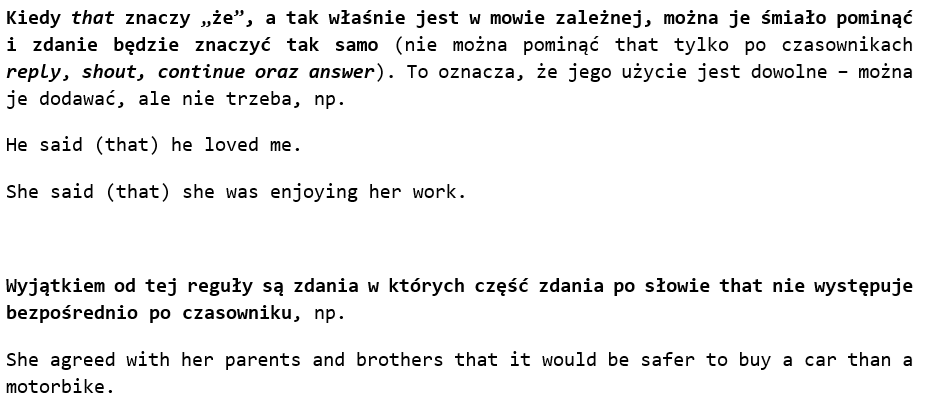 Kiedy that znaczy „że”, a tak właśnie jest w mowie zależnej, można je śmiało pominąć
i zdanie będzie znaczyć tak samo (nie można pominąć that tylko po czasownikach
reply, shout, continue oraz answer). To oznacza, że jego użycie jest dowolne – można
je dodawać, ale nie trzeba, np.
He said (that) he loved me.
She said (that) she was enjoying her work.
Wyjątkiem od tej reguły są zdania w których część zdania po słowie that nie występuje
bezpośrednio po czasowniku, np.
She agreed with her parents and brothers that it would be safer to buy a car than a
motorbike.